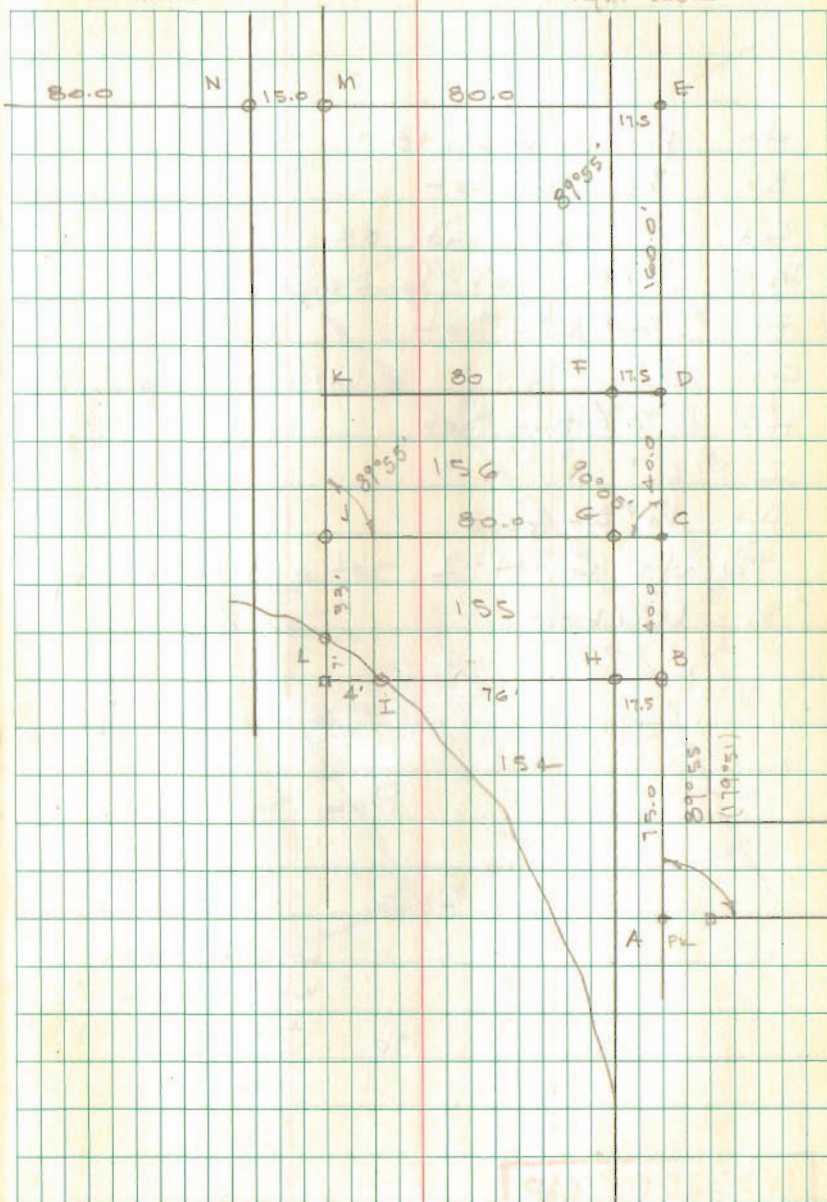 80.0 N 15.0 M 80.0 E
17.5
89°55'
160.0'
K 80 F 17.5 D
89°55' 156 90°05' 40.0
80.0 G C
33' 155 40.0
L 7' H B
4' I 76' 17.5
154
75.0 89°55 (179°51)
A PK